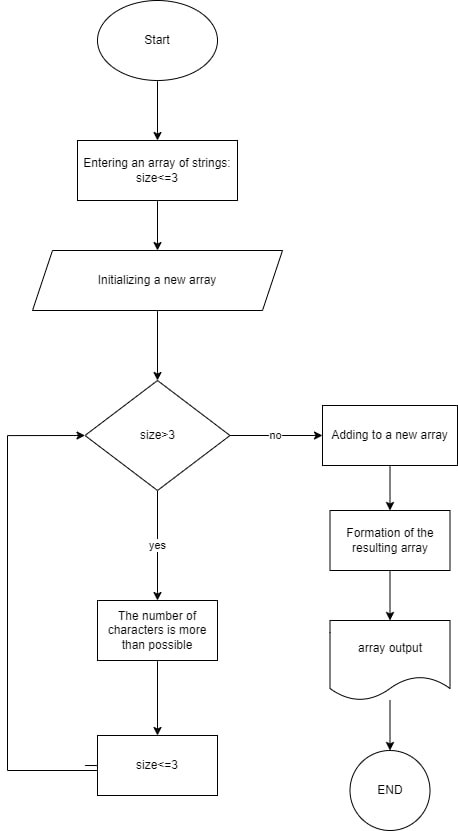 Start
Entering an array of strings:
size<=3
Initializing a new array
size>3
no
Adding to a new array
yes
Formation of the
resulting array
The number of
characters is more
than possible
array output
size<=3
END